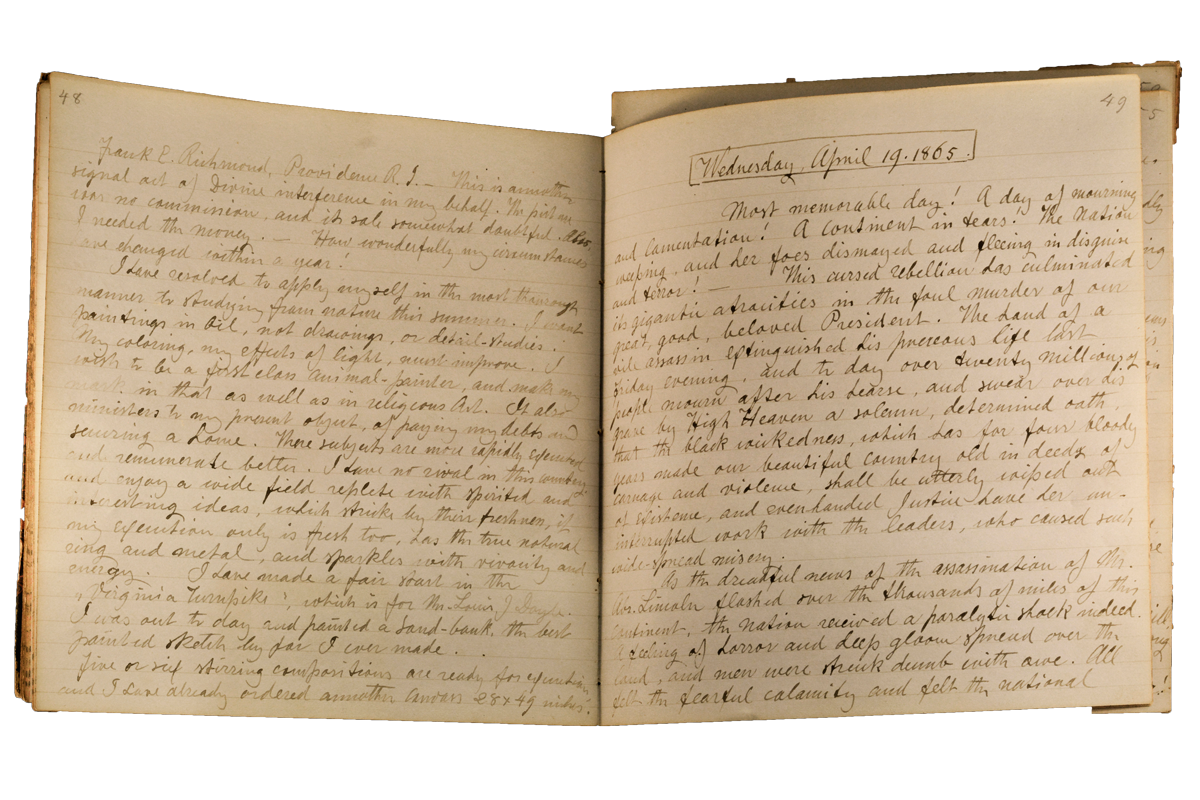 48
Frank E. Richmond, Providence R. I. — This is another
signal act of Divine interference in my behalf. The picture
was no commission, and its sale somewhat doubtful. Also
I needed the money. — How wonderfully my circumstances
have changed within a year!
I have resolved to apply myself in the most thorough
manner to studying from nature this summer. I want
paintings in Oil, not drawings, or detail-studies.
My coloring, my effects of light, must improve. I
wish to be a first class animal-painter, and make my
mark in that as well as in religious Art. It also
ministers to my present object, of paying my debts and
securing a home. These subjects are more rapidly executed
and remunerate better. I have no rival in this country
and enjoy a wide field replete with spirited and
interesting ideas, which strike by their freshness, if
my execution only is fresh too, has the true natural
ring and metal, and sparkles with vivacity and
energy. I have made a fair start in the
„Virginia Turnpike", which is for Mr. Louis J. Doyle.
I was out to day and painted a sand-bank, the best
painted sketch by far I ever made.
Five or six stirring compositions are ready for execution
and I have already ordered annother canvas 28x49 inches.
49
Wednesday, April 19. 1865.
Most memorable day! A day of mourning
and lamentation! A continent in tears! The Nation
weeping, and her foes dismayed and fleeing in disguise
and terror! — This cursed rebellion has culminated
its gigantic atrocities in the foul murder of our
great, good, beloved President. The hand of a
vile assassin extinguished his precious life last
Friday evening, and to day over twenty millions of
people mourn after his hearse, and swear over his
grave by High Heaven a solemn, determined oath,
that the black wickedness, which has for four bloody
years made our beautiful country old in deeds of
carnage and violence, shall be utterly wiped out
of existence, and evenhanded Justice have her un-
interrupted work with the leaders, who caused such
wide-spread misery.
As the dreadful news of the assassination of Mr.
Abr. Lincoln flashed over the thousands of miles of this
continent, the nation received a paralytic shock indeed.
A feeling of horror and deep gloom spread over the
land, and men were struck dumb with awe. All
felt the fearful calamity and felt the national